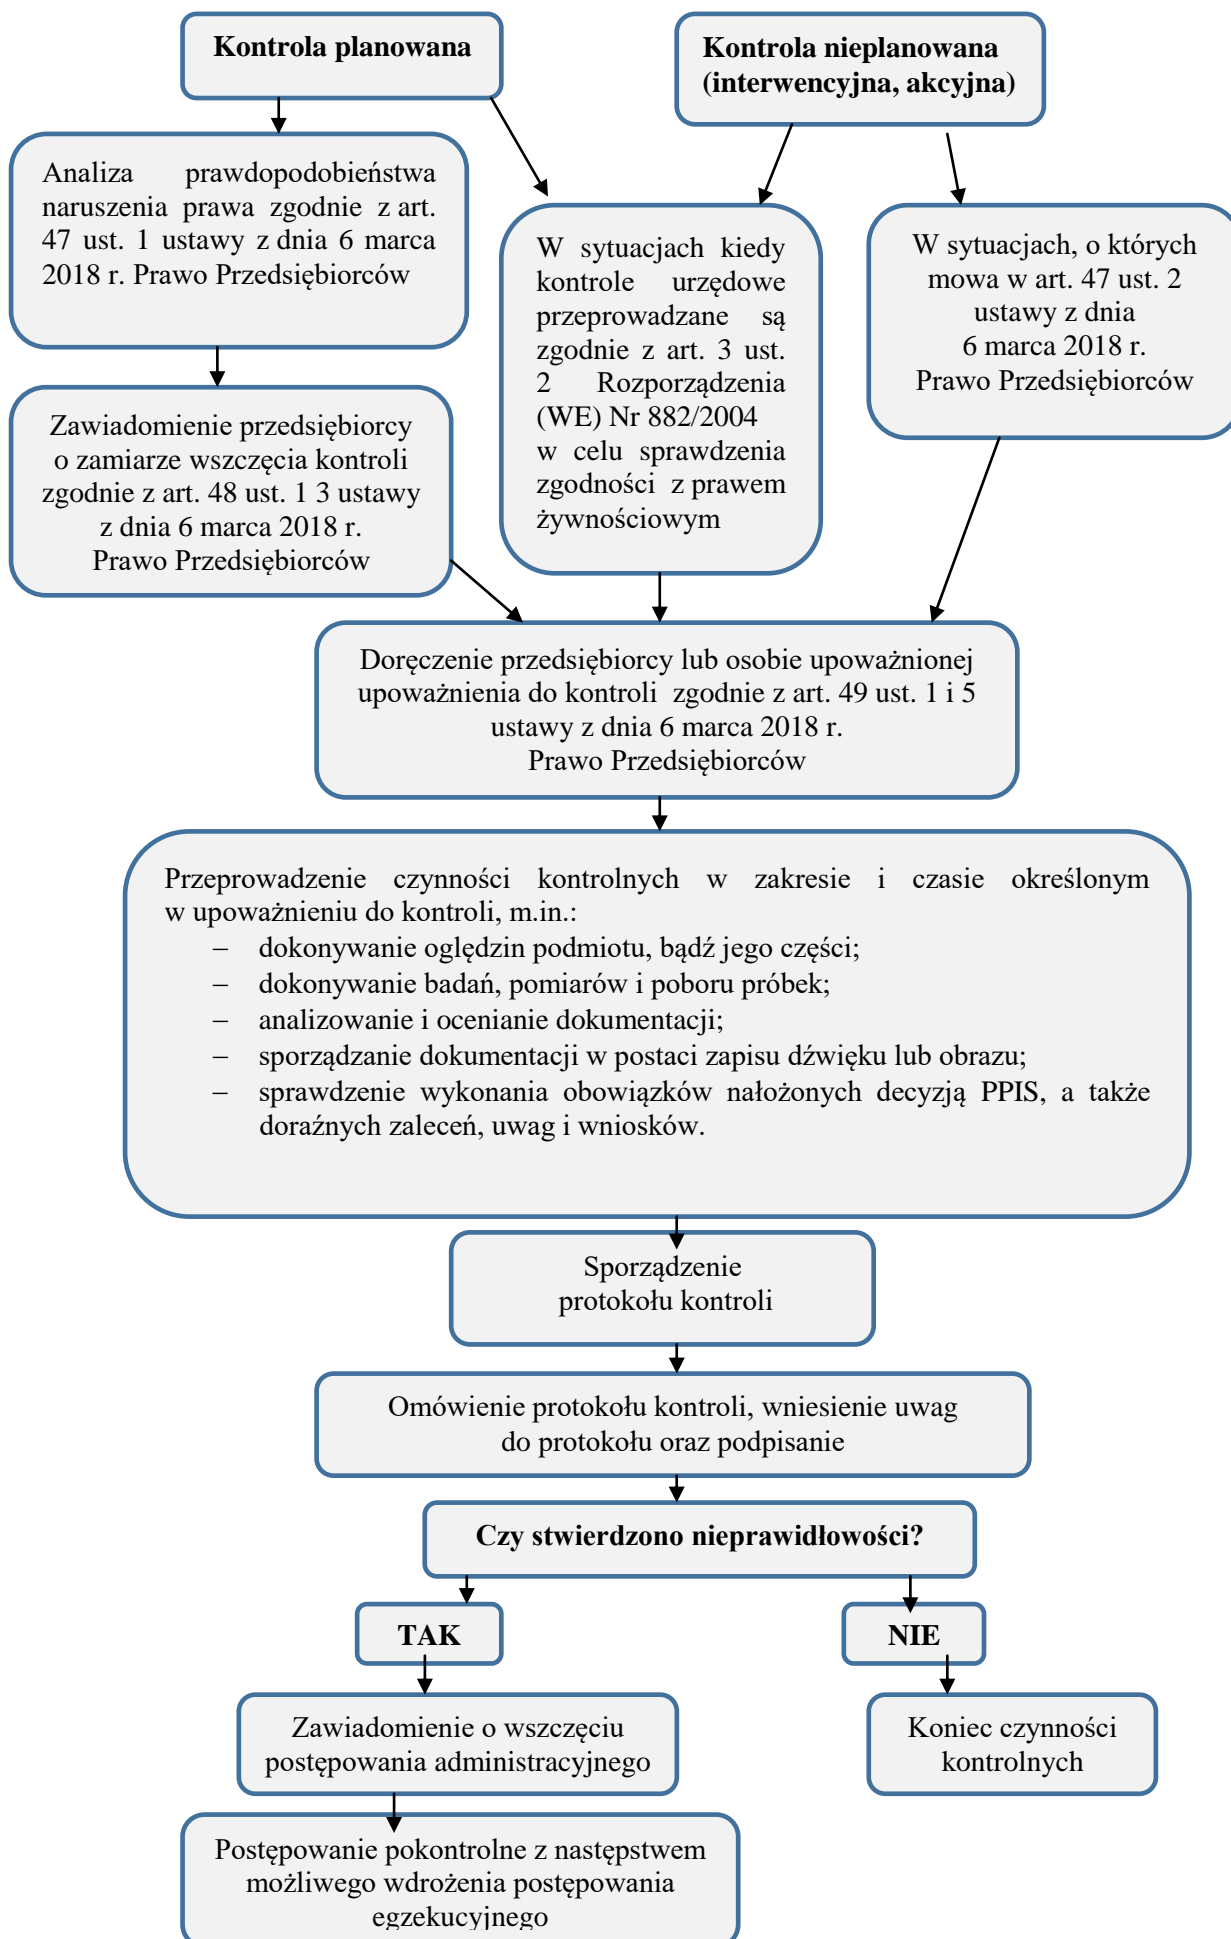 Kontrola planowana
Kontrola nieplanowana
(interwencyjna, akcyjna)
Analiza prawdopodobieństwa
naruszenia prawa zgodnie z art.
47 ust. 1 ustawy z dnia 6 marca
2018 r. Prawo Przedsiębiorców
W sytuacjach kiedy
kontrole urzędowe
przeprowadzane są
zgodnie z art. 3 ust.
2 Rozporządzenia
(WE) Nr 882/2004
w celu sprawdzenia
zgodności z prawem
żywnościowym
W sytuacjach, o których
mowa w art. 47 ust. 2
ustawy z dnia
6 marca 2018 r.
Prawo Przedsiębiorców
Zawiadomienie przedsiębiorcy
o zamiarze wszczęcia kontroli
zgodnie z art. 48 ust. 1 3 ustawy
z dnia 6 marca 2018 r.
Prawo Przedsiębiorców
Doręczenie przedsiębiorcy lub osobie upoważnionej
upoważnienia do kontroli zgodnie z art. 49 ust. 1 i 5
ustawy z dnia 6 marca 2018 r.
Prawo Przedsiębiorców
Przeprowadzenie czynności kontrolnych w zakresie i czasie określonym
w upoważnieniu do kontroli, m.in.:
– dokonywanie oględzin podmiotu, bądź jego części;
– dokonywanie badań, pomiarów i poboru próbek;
– analizowanie i ocenianie dokumentacji;
– sporządzanie dokumentacji w postaci zapisu dźwięku lub obrazu;
– sprawdzenie wykonania obowiązków nałożonych decyzją PPIS, a także
doraźnych zaleceń, uwag i wniosków.
Sporządzenie
protokołu kontroli
Omówienie protokołu kontroli, wniesienie uwag
do protokołu oraz podpisanie
Czy stwierdzono nieprawidłowości?
TAK
NIE
Zawiadomienie o wszczęciu
postępowania administracyjnego
Koniec czynności
kontrolnych
Postępowanie pokontrolne z następstwem
możliwego wdrożenia postępowania
egzekucyjnego